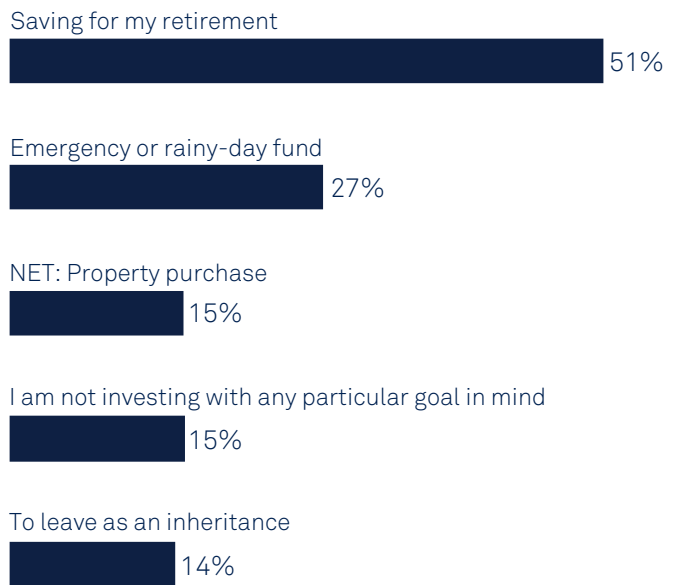 Saving for my retirement
51%
Emergency or rainy-day fund
27%
NET: Property purchase
15%
I am not investing with any particular goal in mind
15%
To leave as an inheritance
14%